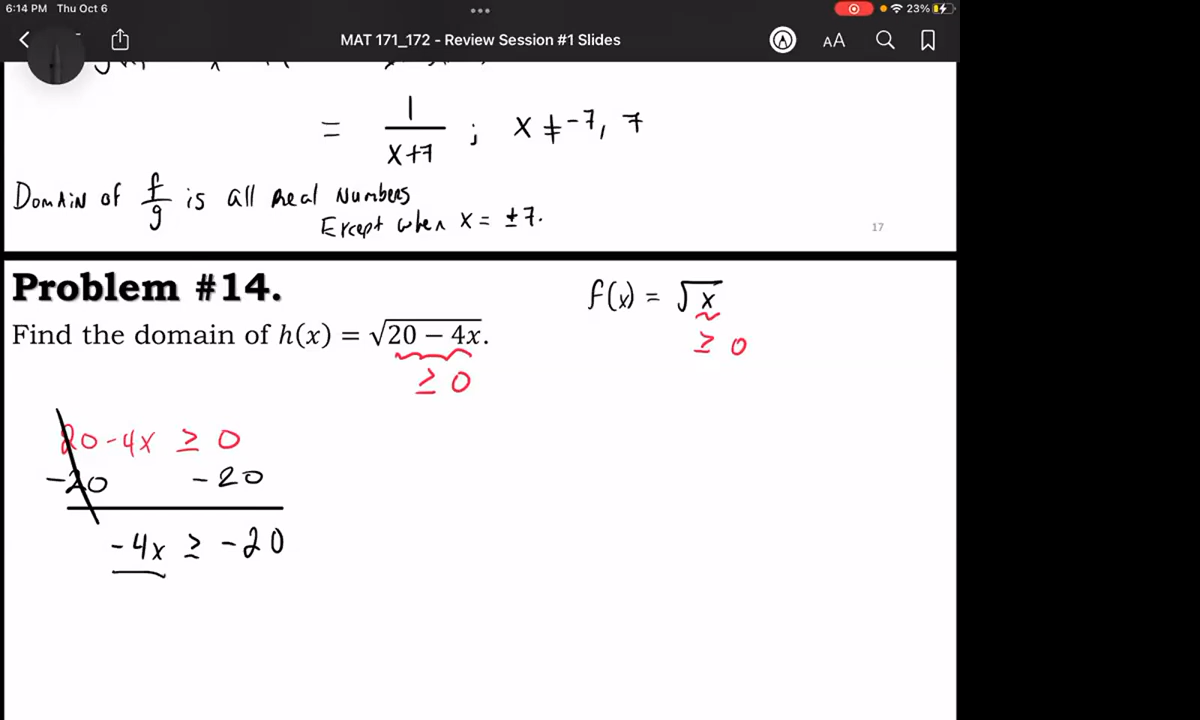 6:14 PM Thu Oct 6
23%
MAT 171_172 - Review Session #1 Slides
AA
= 1/(x+7) ; x ≠ -7, 7
Domain of f/g is all real numbers
Except when x = ±7.
17
Problem #14.
Find the domain of h(x) = √(20 − 4x).
≥ 0
f(x) = √x
≥ 0
20 - 4x ≥ 0
-20 -20
-4x ≥ -20